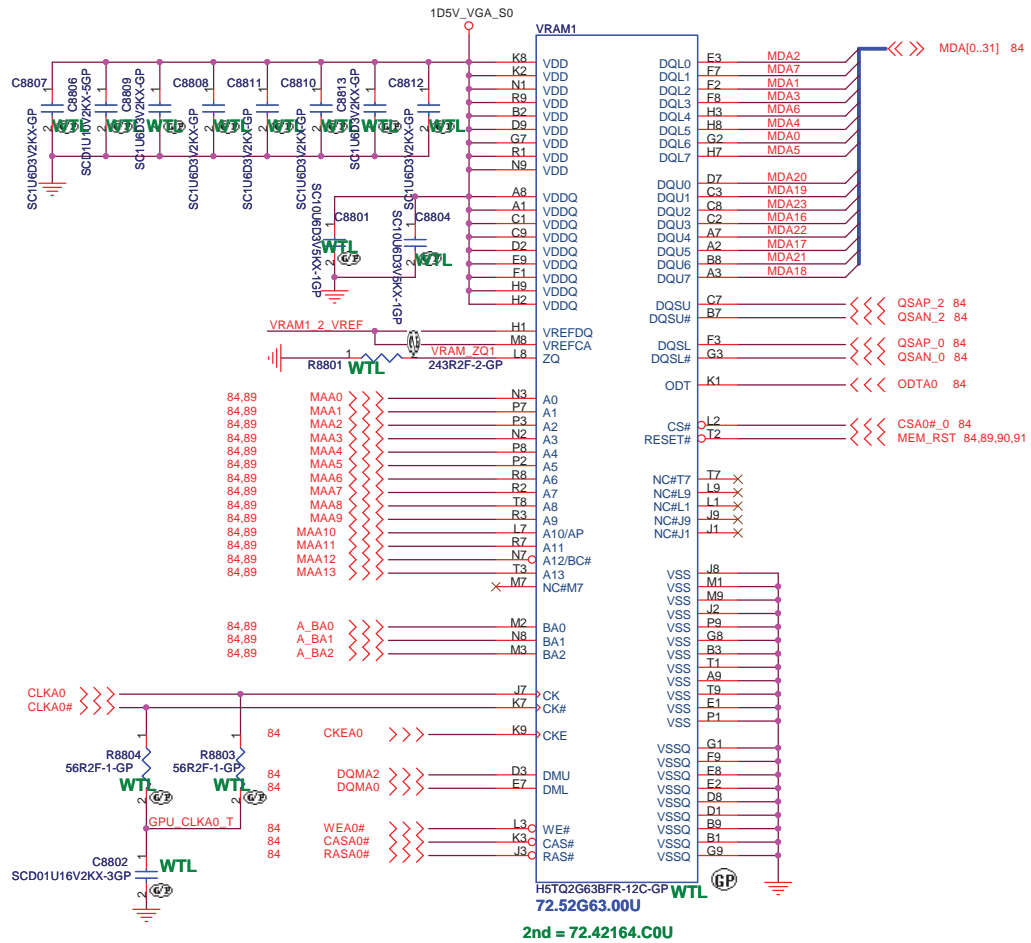 1D5V_VGA_S0
VRAM1
C8807
C8806
C8809
C8808
C8811
C8810
C8813
C8812
SC1U6D3V2KX-GP
SCD1U10V2KX-5GP
SC1U6D3V2KX-GP
SC1U6D3V2KX-GP
SC1U6D3V2KX-GP
SC1U6D3V2KX-GP
SC1U6D3V2KX-GP
C8801
C8804
SC10U6D3V5KX-1GP
SC10U6D3V5KX-1GP
WTL
WTL
K8 VDD
K2 VDD
N1 VDD
R9 VDD
B2 VDD
D9 VDD
G7 VDD
R1 VDD
N9 VDD
A8 VDDQ
A1 VDDQ
C1 VDDQ
C9 VDDQ
D2 VDDQ
E9 VDDQ
F1 VDDQ
H9 VDDQ
H2 VDDQ
VRAM1_2_VREF
H1 VREFDQ
M8 VREFCA
VRAM_ZQ1 L8 ZQ
R8801 1 2 243R2F-2-GP
WTL
84,89 MAA0 N3 A0
84,89 MAA1 P7 A1
84,89 MAA2 P3 A2
84,89 MAA3 N2 A3
84,89 MAA4 P8 A4
84,89 MAA5 P2 A5
84,89 MAA6 R8 A6
84,89 MAA7 R2 A7
84,89 MAA8 T8 A8
84,89 MAA9 R3 A9
84,89 MAA10 L7 A10/AP
84,89 MAA11 R7 A11
84,89 MAA12 N7 A12/BC#
84,89 MAA13 T3 A13
M7 NC#M7
84,89 A_BA0 M2 BA0
84,89 A_BA1 N8 BA1
84,89 A_BA2 M3 BA2
CLKA0 J7 CK
CLKA0# K7 CK#
84 CKEA0 K9 CKE
R8804
56R2F-1-GP
WTL
R8803
56R2F-1-GP
WTL
84 DQMA2 D3 DMU
84 DQMA0 E7 DML
GPU_CLKA0_T
84 WEA0# L3 WE#
84 CASA0# K3 CAS#
84 RASA0# J3 RAS#
C8802
SCD01U16V2KX-3GP
WTL
DQL0 E3 MDA2
DQL1 F7 MDA7
DQL2 F2 MDA1
DQL3 F8 MDA3
DQL4 H3 MDA6
DQL5 H8 MDA4
DQL6 G2 MDA0
DQL7 H7 MDA5
MDA[0..31] 84
DQU0 D7 MDA20
DQU1 C3 MDA19
DQU2 C8 MDA23
DQU3 C2 MDA16
DQU4 A7 MDA22
DQU5 A2 MDA17
DQU6 B8 MDA21
DQU7 A3 MDA18
DQSU C7 QSAP_2 84
DQSU# B7 QSAN_2 84
DQSL F3 QSAP_0 84
DQSL# G3 QSAN_0 84
ODT K1 ODTA0 84
CS# L2 CSA0#_0 84
RESET# T2 MEM_RST 84,89,90,91
NC#T7 T7
NC#L9 L9
NC#L1 L1
NC#J9 J9
NC#J1 J1
VSS J8
VSS M1
VSS M9
VSS J2
VSS P9
VSS G8
VSS B3
VSS T1
VSS A9
VSS T9
VSS E1
VSS P1
VSSQ G1
VSSQ F9
VSSQ E8
VSSQ E2
VSSQ D8
VSSQ D1
VSSQ B9
VSSQ B1
VSSQ G9
H5TQ2G63BFR-12C-GP
WTL
GP
72.52G63.00U
2nd = 72.42164.C0U